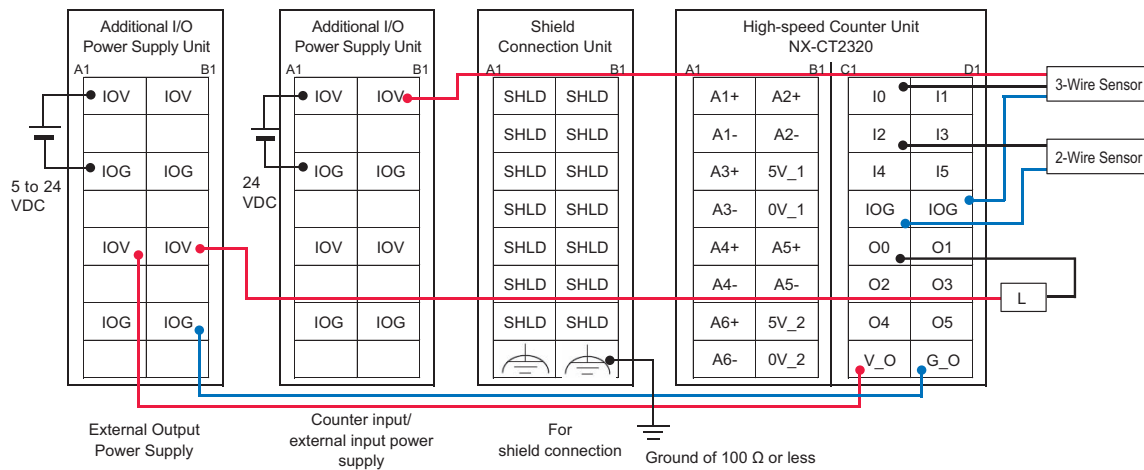 Additional I/O
Power Supply Unit
A1 B1
IOV IOV
IOG IOG
IOV IOV
IOG IOG
5 to 24
VDC
External Output
Power Supply
Additional I/O
Power Supply Unit
A1 B1
IOV IOV
IOG IOG
IOV IOV
IOG IOG
24
VDC
Counter input/
external input power
supply
Shield
Connection Unit
A1 B1
SHLD SHLD
SHLD SHLD
SHLD SHLD
SHLD SHLD
SHLD SHLD
SHLD SHLD
SHLD SHLD
For
shield connection
Ground of 100 Ω or less
High-speed Counter Unit
NX-CT2320
A1 B1 C1 D1
A1+ A2+ I0 I1
A1- A2- I2 I3
A3+ 5V_1 I4 I5
A3- 0V_1 IOG IOG
A4+ A5+ O0 O1
A4- A5- O2 O3
A6+ 5V_2 O4 O5
A6- 0V_2 V_O G_O
3-Wire Sensor
2-Wire Sensor
L